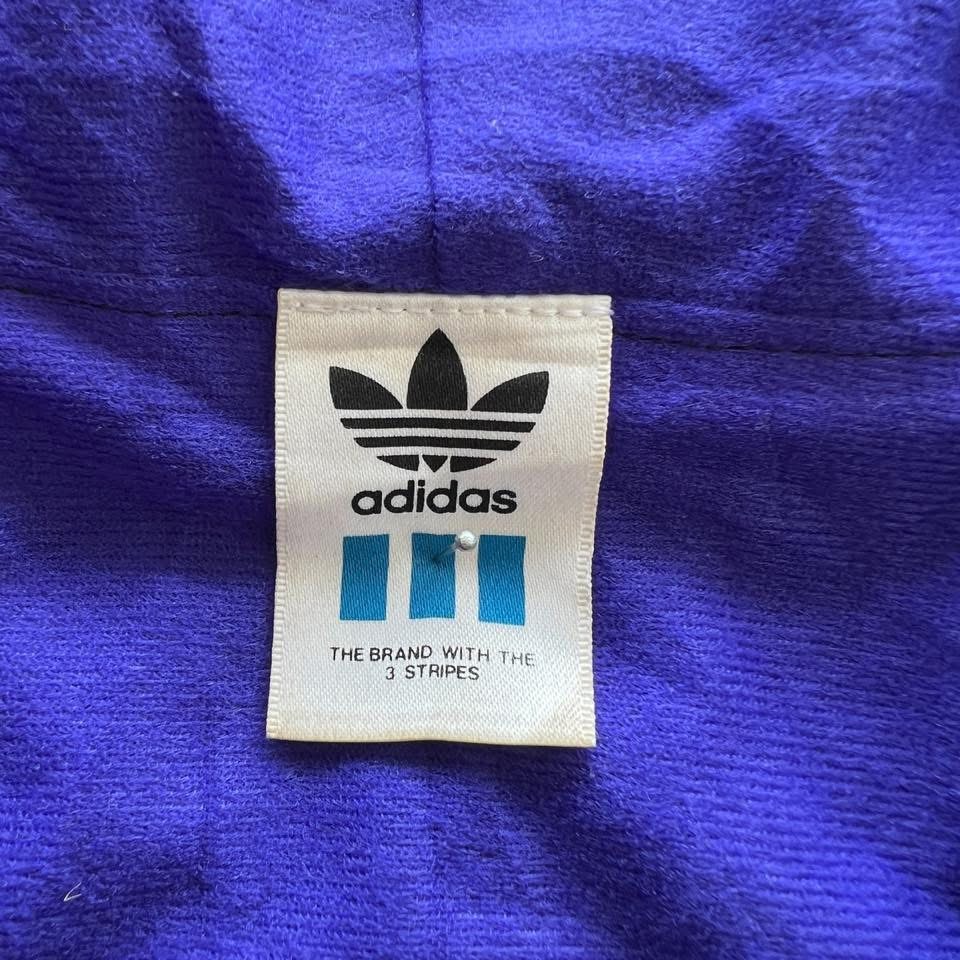 adidas
THE BRAND WITH THE
3 STRIPES